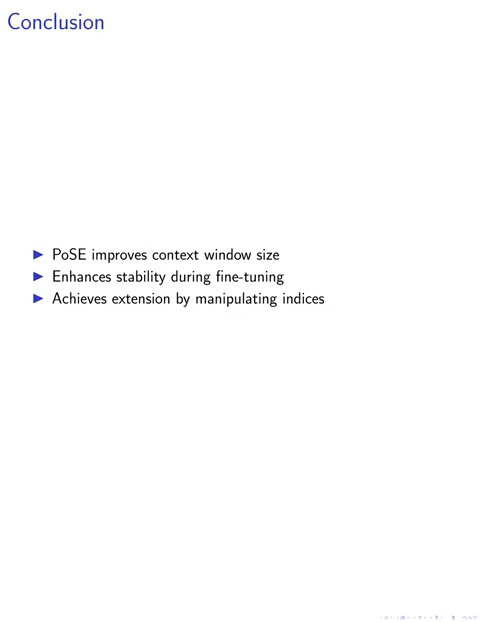 Conclusion
PoSE improves context window size
Enhances stability during fine-tuning
Achieves extension by manipulating indices